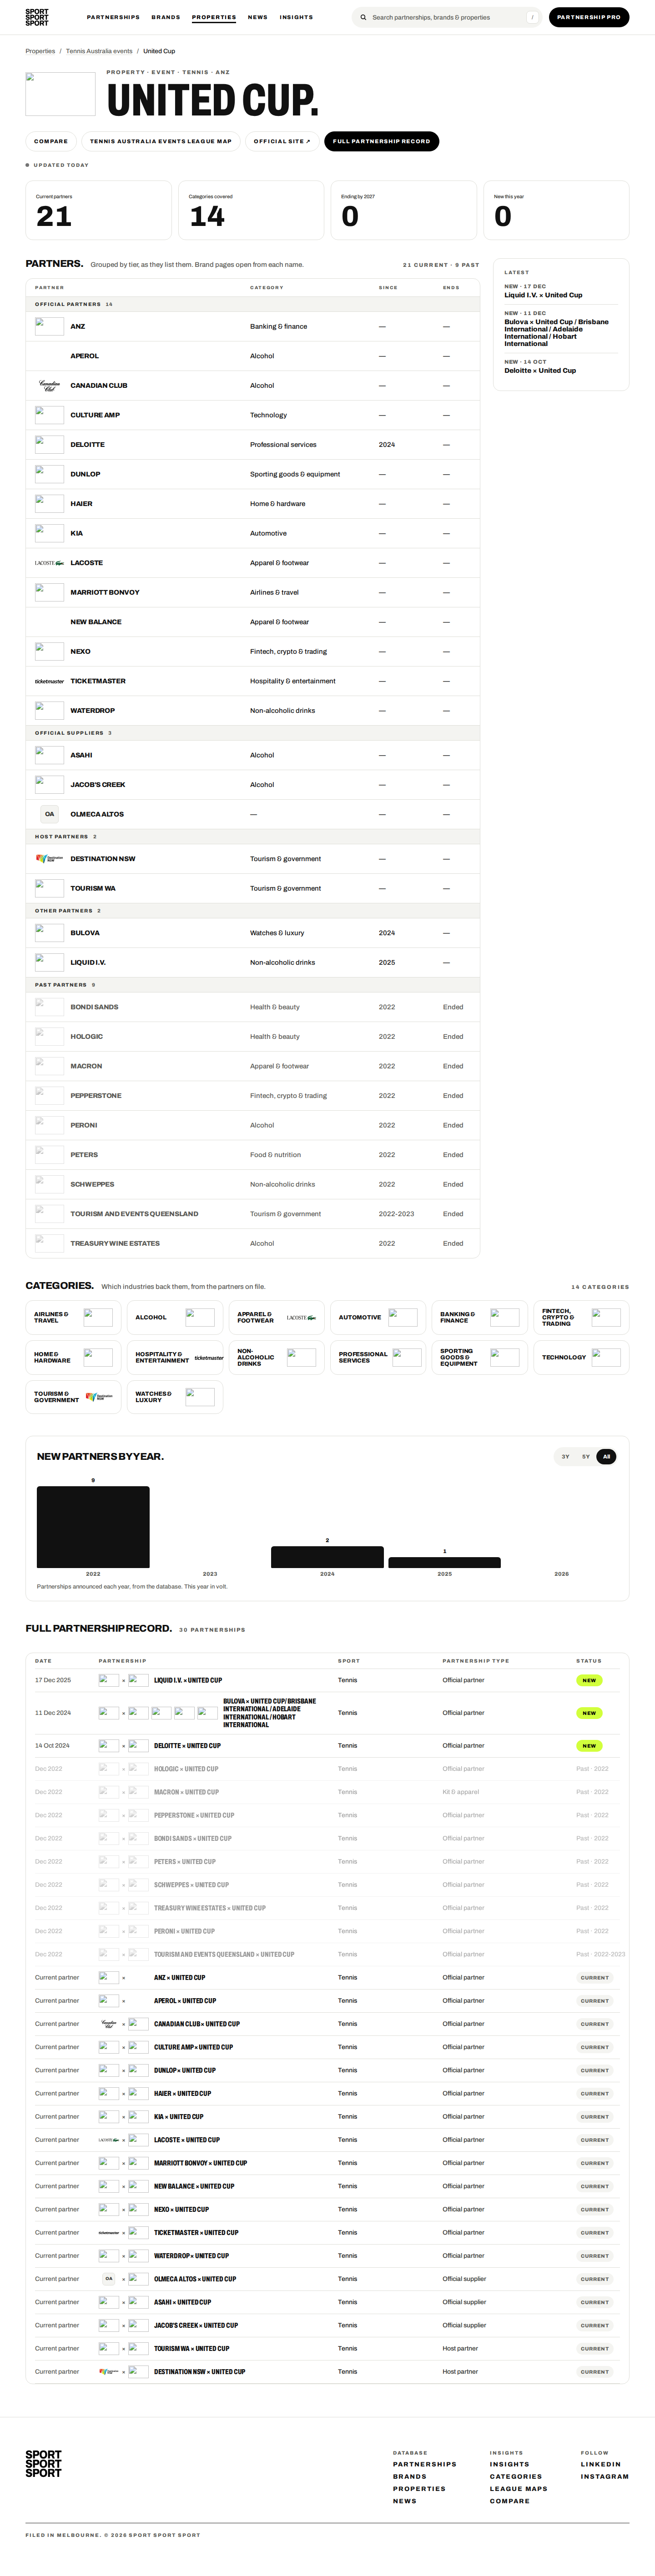 SPORT
SPORT
SPORT
PARTNERSHIPS BRANDS PROPERTIES NEWS INSIGHTS
Search partnerships, brands & properties /
PARTNERSHIP PRO
Properties / Tennis Australia events / United Cup
PROPERTY · EVENT · TENNIS · ANZ
UNITED CUP.
COMPARE
TENNIS AUSTRALIA EVENTS LEAGUE MAP
OFFICIAL SITE ↗
FULL PARTNERSHIP RECORD
UPDATED TODAY
Current partners
21
Categories covered
14
Ending by 2027
0
New this year
0
PARTNERS. Grouped by tier, as they list them. Brand pages open from each name. 21 CURRENT · 9 PAST
PARTNER CATEGORY SINCE ENDS
OFFICIAL PARTNERS 14
ANZ Banking & finance — —
APEROL Alcohol — —
Canadian Club CANADIAN CLUB Alcohol — —
CULTURE AMP Technology — —
DELOITTE Professional services 2024 —
DUNLOP Sporting goods & equipment — —
HAIER Home & hardware — —
KIA Automotive — —
LACOSTE LACOSTE Apparel & footwear — —
MARRIOTT BONVOY Airlines & travel — —
NEW BALANCE Apparel & footwear — —
NEXO Fintech, crypto & trading — —
ticketmaster TICKETMASTER Hospitality & entertainment — —
WATERDROP Non-alcoholic drinks — —
OFFICIAL SUPPLIERS 3
ASAHI Alcohol — —
JACOB'S CREEK Alcohol — —
OA OLMECA ALTOS — — —
HOST PARTNERS 2
Destination NSW DESTINATION NSW Tourism & government — —
TOURISM WA Tourism & government — —
OTHER PARTNERS 2
BULOVA Watches & luxury 2024 —
LIQUID I.V. Non-alcoholic drinks 2025 —
PAST PARTNERS 9
BONDI SANDS Health & beauty 2022 Ended
HOLOGIC Health & beauty 2022 Ended
MACRON Apparel & footwear 2022 Ended
PEPPERSTONE Fintech, crypto & trading 2022 Ended
PERONI Alcohol 2022 Ended
PETERS Food & nutrition 2022 Ended
SCHWEPPES Non-alcoholic drinks 2022 Ended
TOURISM AND EVENTS QUEENSLAND Tourism & government 2022-2023 Ended
TREASURY WINE ESTATES Alcohol 2022 Ended
LATEST
NEW · 17 DEC
Liquid I.V. × United Cup
NEW · 11 DEC
Bulova × United Cup / Brisbane
International / Adelaide
International / Hobart
International
NEW · 14 OCT
Deloitte × United Cup
CATEGORIES. Which industries back them, from the partners on file. 14 CATEGORIES
AIRLINES &
TRAVEL
ALCOHOL
APPAREL &
FOOTWEAR
LACOSTE
AUTOMOTIVE
BANKING &
FINANCE
FINTECH,
CRYPTO &
TRADING
HOME &
HARDWARE
HOSPITALITY &
ENTERTAINMENT
ticketmaster
NON-
ALCOHOLIC
DRINKS
PROFESSIONAL
SERVICES
SPORTING
GOODS &
EQUIPMENT
TECHNOLOGY
TOURISM &
GOVERNMENT
Destination NSW
WATCHES &
LUXURY
NEW PARTNERS BY YEAR. 3Y 5Y All
9
2
1
2022 2023 2024 2025 2026
Partnerships announced each year, from the database. This year in volt.
FULL PARTNERSHIP RECORD. 30 PARTNERSHIPS
DATE PARTNERSHIP SPORT PARTNERSHIP TYPE STATUS
17 Dec 2025 × LIQUID I.V. × UNITED CUP Tennis Official partner NEW
11 Dec 2024 × BULOVA × UNITED CUP / BRISBANE
INTERNATIONAL / ADELAIDE
INTERNATIONAL / HOBART
INTERNATIONAL Tennis Official partner NEW
14 Oct 2024 × DELOITTE × UNITED CUP Tennis Official partner NEW
Dec 2022 × HOLOGIC × UNITED CUP Tennis Official partner Past · 2022
Dec 2022 × MACRON × UNITED CUP Tennis Kit & apparel Past · 2022
Dec 2022 × PEPPERSTONE × UNITED CUP Tennis Official partner Past · 2022
Dec 2022 × BONDI SANDS × UNITED CUP Tennis Official partner Past · 2022
Dec 2022 × PETERS × UNITED CUP Tennis Official partner Past · 2022
Dec 2022 × SCHWEPPES × UNITED CUP Tennis Official partner Past · 2022
Dec 2022 × TREASURY WINE ESTATES × UNITED CUP Tennis Official partner Past · 2022
Dec 2022 × PERONI × UNITED CUP Tennis Official partner Past · 2022
Dec 2022 × TOURISM AND EVENTS QUEENSLAND × UNITED CUP Tennis Official partner Past · 2022-2023
Current partner × ANZ × UNITED CUP Tennis Official partner CURRENT
Current partner × APEROL × UNITED CUP Tennis Official partner CURRENT
Current partner Canadian Club × CANADIAN CLUB × UNITED CUP Tennis Official partner CURRENT
Current partner × CULTURE AMP × UNITED CUP Tennis Official partner CURRENT
Current partner × DUNLOP × UNITED CUP Tennis Official partner CURRENT
Current partner × HAIER × UNITED CUP Tennis Official partner CURRENT
Current partner × KIA × UNITED CUP Tennis Official partner CURRENT
Current partner LACOSTE × LACOSTE × UNITED CUP Tennis Official partner CURRENT
Current partner × MARRIOTT BONVOY × UNITED CUP Tennis Official partner CURRENT
Current partner × NEW BALANCE × UNITED CUP Tennis Official partner CURRENT
Current partner × NEXO × UNITED CUP Tennis Official partner CURRENT
Current partner ticketmaster × TICKETMASTER × UNITED CUP Tennis Official partner CURRENT
Current partner × WATERDROP × UNITED CUP Tennis Official partner CURRENT
Current partner OA × OLMECA ALTOS × UNITED CUP Tennis Official supplier CURRENT
Current partner × ASAHI × UNITED CUP Tennis Official supplier CURRENT
Current partner × JACOB'S CREEK × UNITED CUP Tennis Official supplier CURRENT
Current partner × TOURISM WA × UNITED CUP Tennis Host partner CURRENT
Current partner × DESTINATION NSW × UNITED CUP Tennis Host partner CURRENT
SPORT
SPORT
SPORT
DATABASE
PARTNERSHIPS
BRANDS
PROPERTIES
NEWS
INSIGHTS
INSIGHTS
CATEGORIES
LEAGUE MAPS
COMPARE
FOLLOW
LINKEDIN
INSTAGRAM
FILED IN MELBOURNE. © 2026 SPORT SPORT SPORT